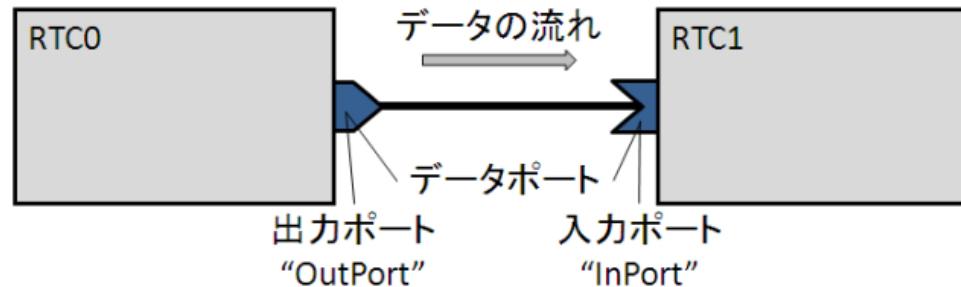 RTC0
データの流れ
RTC1
データポート
出力ポート
“OutPort”
入力ポート
“InPort”